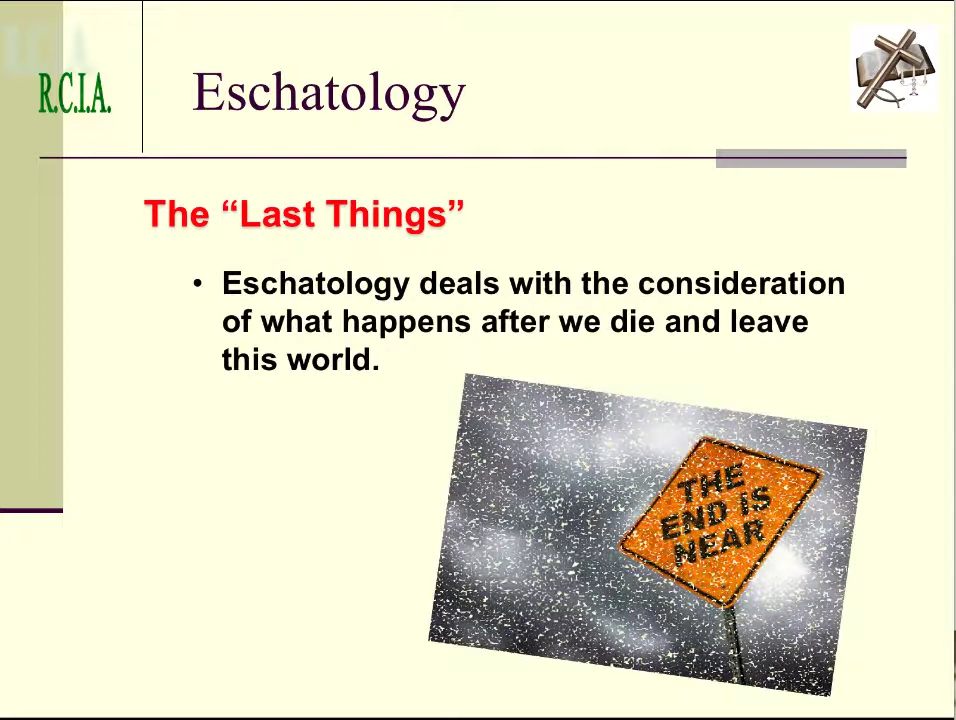 R.C.I.A.
Eschatology
The “Last Things”
• Eschatology deals with the consideration
of what happens after we die and leave
this world.
THE
END IS
NEAR